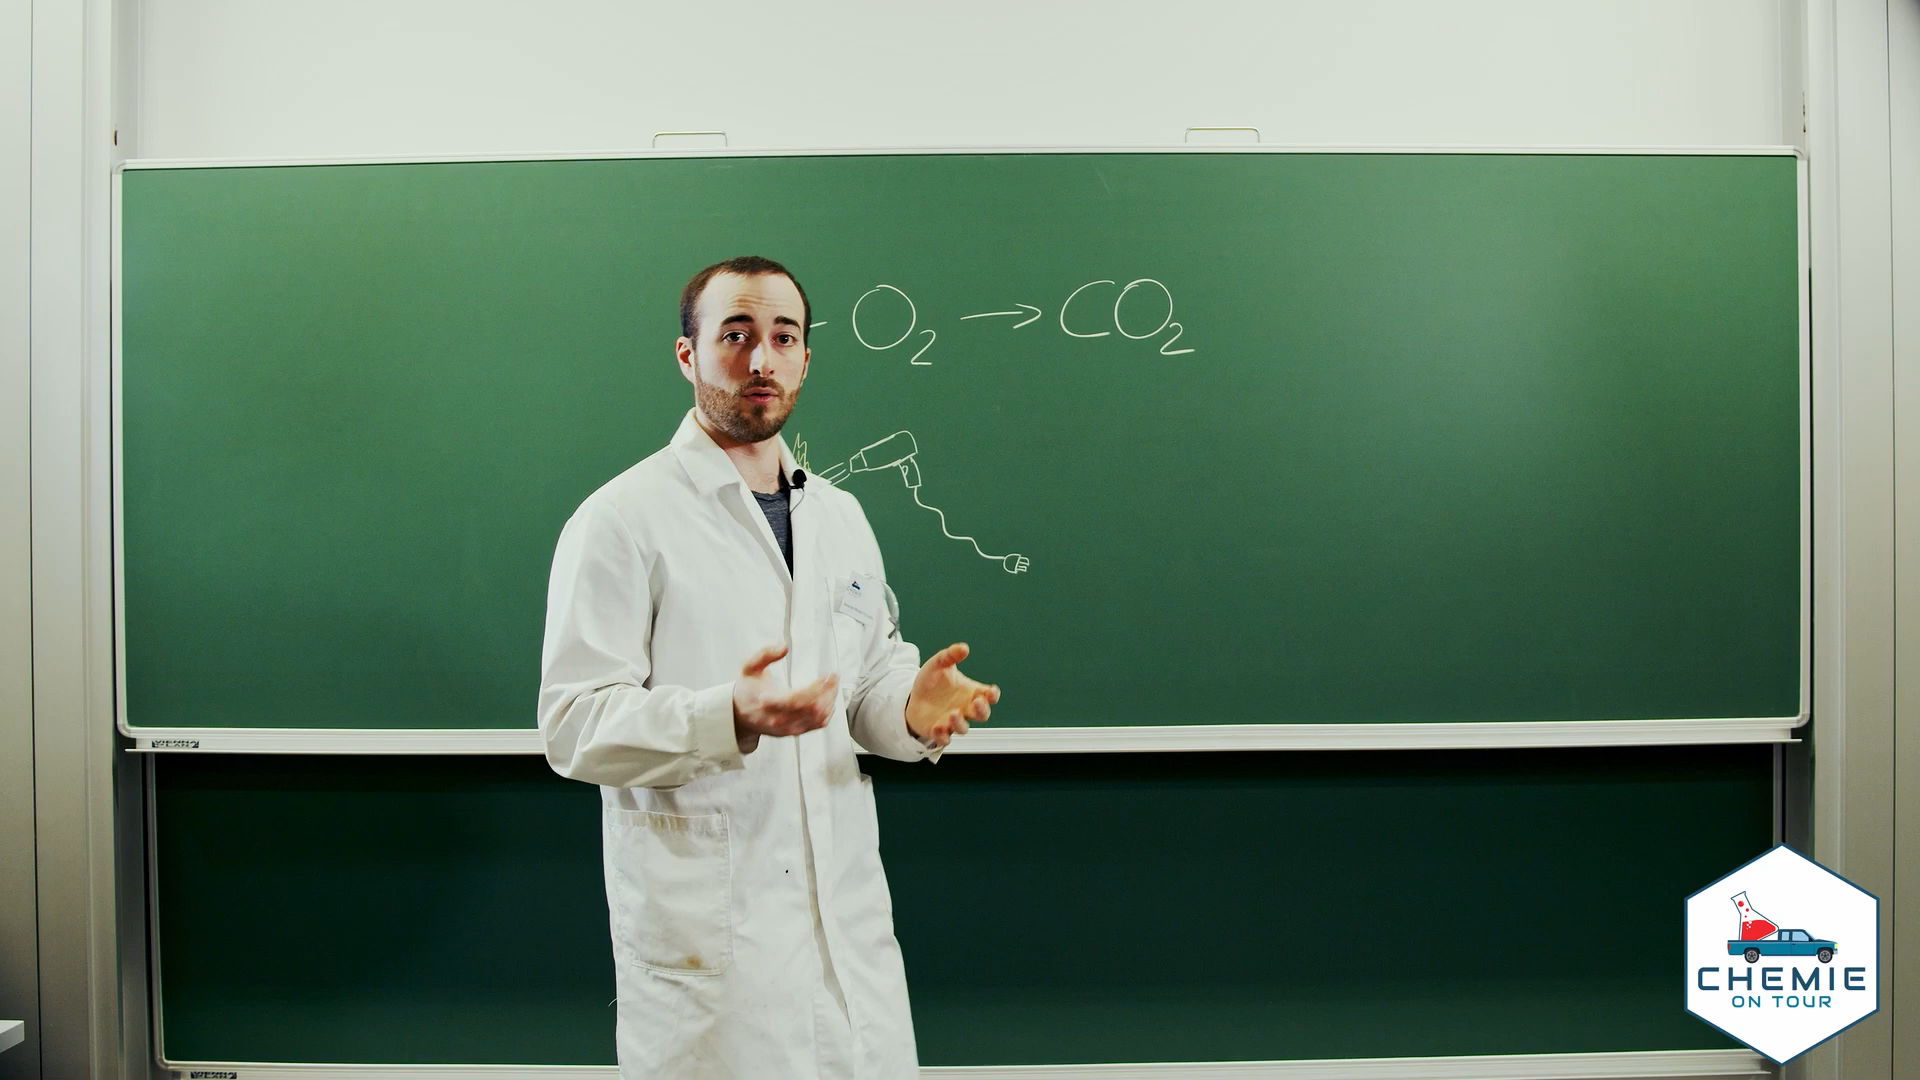 O₂ → CO₂
CHEMIE
ON TOUR